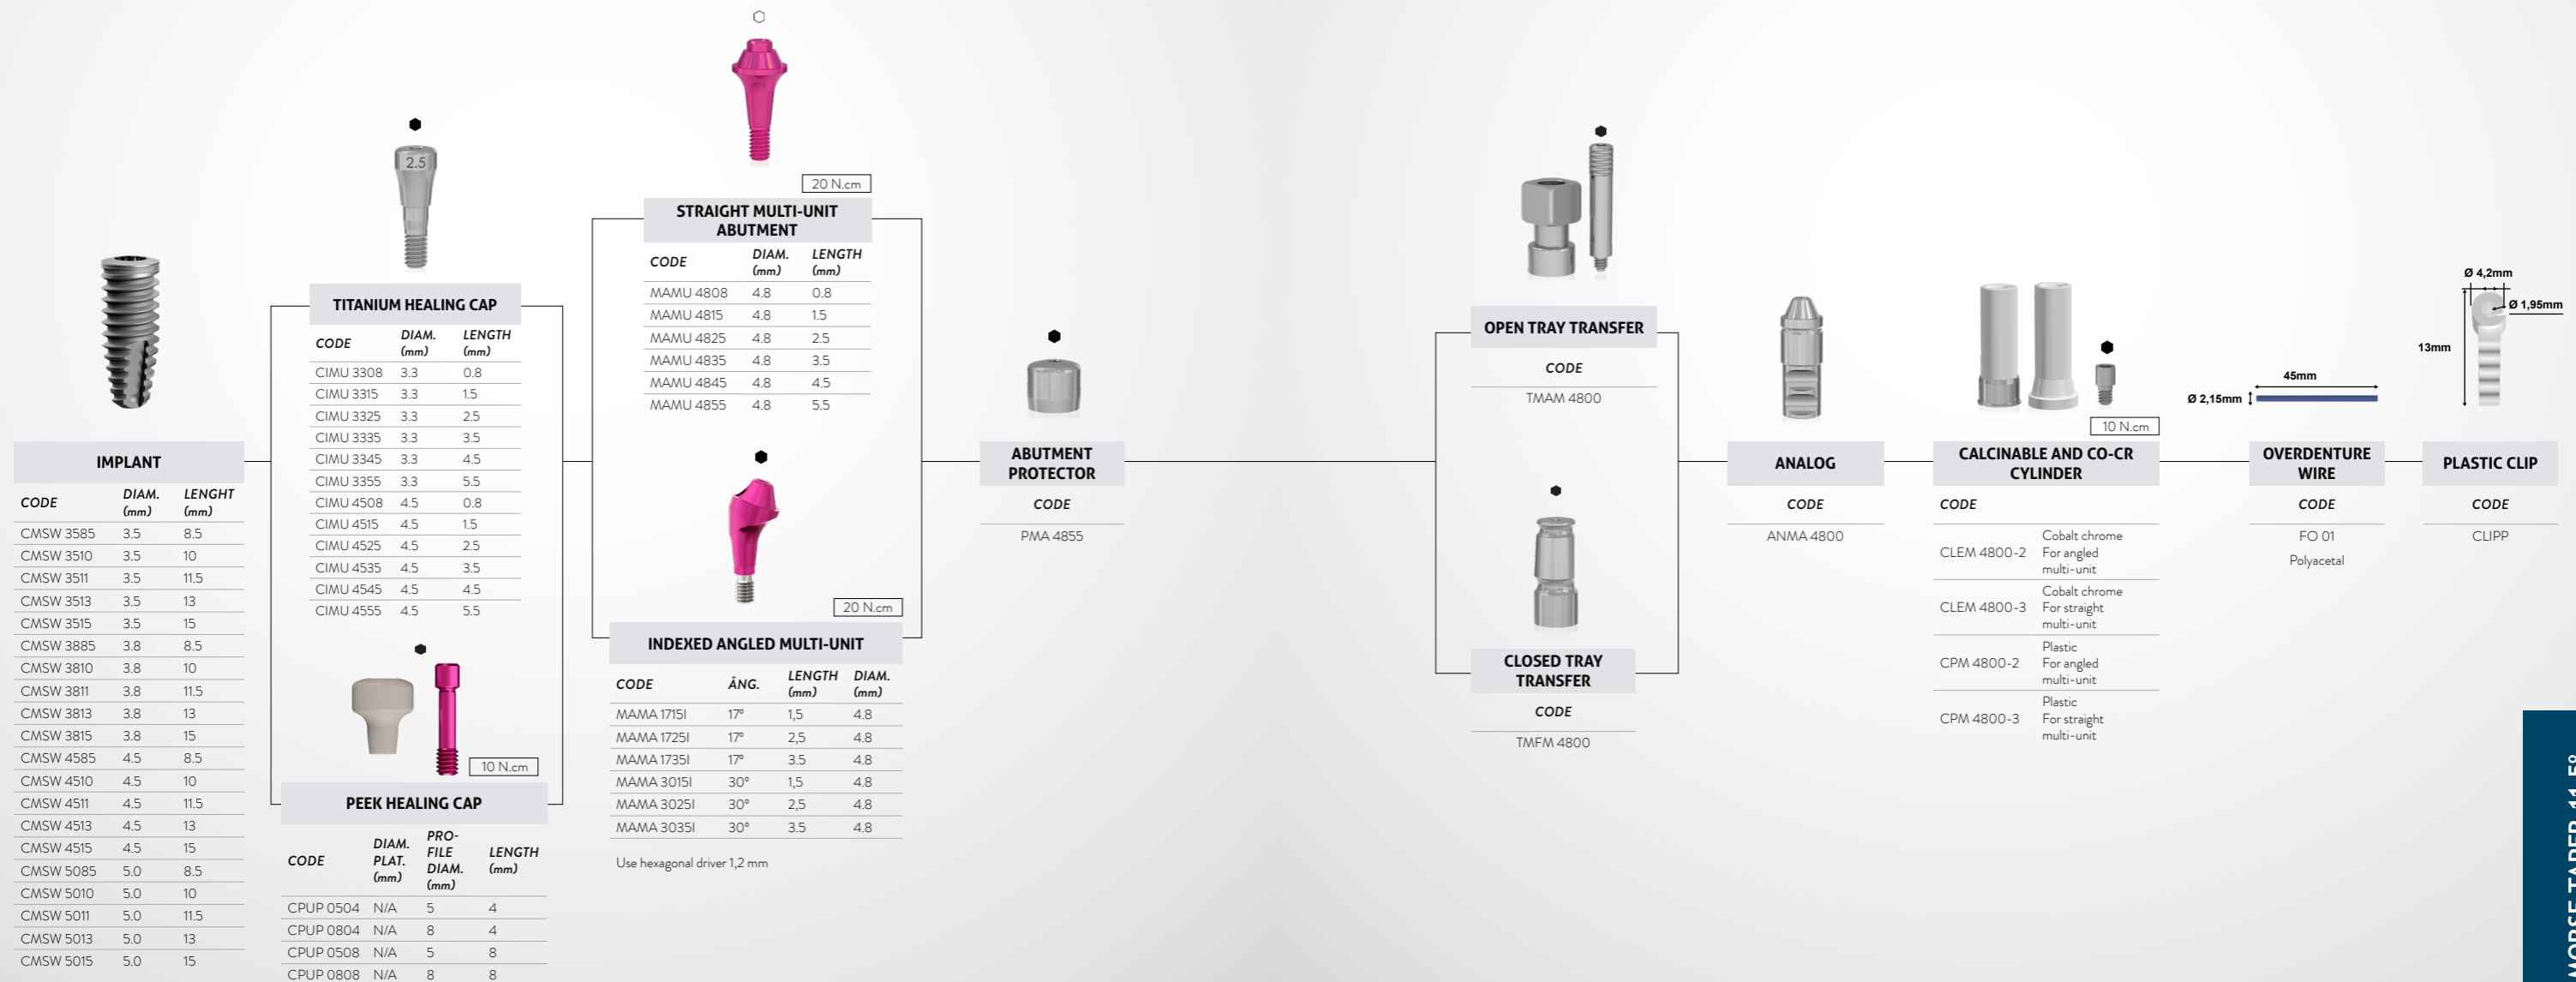 2.5
20 N.cm
STRAIGHT MULTI-UNIT
ABUTMENT
CODE DIAM. (mm) LENGTH (mm)
MAMU 4808 4.8 0.8
MAMU 4815 4.8 1.5
MAMU 4825 4.8 2.5
MAMU 4835 4.8 3.5
MAMU 4845 4.8 4.5
MAMU 4855 4.8 5.5
TITANIUM HEALING CAP
CODE DIAM. (mm) LENGTH (mm)
CIMU 3308 3.3 0.8
CIMU 3315 3.3 1.5
CIMU 3325 3.3 2.5
CIMU 3335 3.3 3.5
CIMU 3345 3.3 4.5
CIMU 3355 3.3 5.5
CIMU 4508 4.5 0.8
CIMU 4515 4.5 1.5
CIMU 4525 4.5 2.5
CIMU 4535 4.5 3.5
CIMU 4545 4.5 4.5
CIMU 4555 4.5 5.5
IMPLANT
CODE DIAM. (mm) LENGHT (mm)
CMSW 3585 3.5 8.5
CMSW 3510 3.5 10
CMSW 3511 3.5 11.5
CMSW 3513 3.5 13
CMSW 3515 3.5 15
CMSW 3885 3.8 8.5
CMSW 3810 3.8 10
CMSW 3811 3.8 11.5
CMSW 3813 3.8 13
CMSW 3815 3.8 15
CMSW 4585 4.5 8.5
CMSW 4510 4.5 10
CMSW 4511 4.5 11.5
CMSW 4513 4.5 13
CMSW 4515 4.5 15
CMSW 5085 5.0 8.5
CMSW 5010 5.0 10
CMSW 5011 5.0 11.5
CMSW 5013 5.0 13
CMSW 5015 5.0 15
10 N.cm
PEEK HEALING CAP
CODE DIAM. PLAT. (mm) PRO-FILE DIAM. (mm) LENGTH (mm)
CPUP 0504 N/A 5 4
CPUP 0804 N/A 8 4
CPUP 0508 N/A 5 8
CPUP 0808 N/A 8 8
20 N.cm
INDEXED ANGLED MULTI-UNIT
CODE ÂNG. LENGTH (mm) DIAM. (mm)
MAMA 1715I 17º 1,5 4.8
MAMA 1725I 17º 2,5 4.8
MAMA 1735I 17º 3.5 4.8
MAMA 3015I 30º 1,5 4.8
MAMA 3025I 30º 2,5 4.8
MAMA 3035I 30º 3.5 4.8
Use hexagonal driver 1,2 mm
ABUTMENT
PROTECTOR
CODE
PMA 4855
OPEN TRAY TRANSFER
CODE
TMAM 4800
CLOSED TRAY
TRANSFER
CODE
TMFM 4800
ANALOG
CODE
ANMA 4800
10 N.cm
CALCINABLE AND CO-CR
CYLINDER
CODE
CLEM 4800-2 Cobalt chrome
For angled
multi-unit
CLEM 4800-3 Cobalt chrome
For straight
multi-unit
CPM 4800-2 Plastic
For angled
multi-unit
CPM 4800-3 Plastic
For straight
multi-unit
45mm
Ø 2,15mm
OVERDENTURE
WIRE
CODE
FO 01
Polyacetal
Ø 4,2mm
Ø 1,95mm
13mm
PLASTIC CLIP
CODE
CLIPP
MORSE TAPER 11,5°